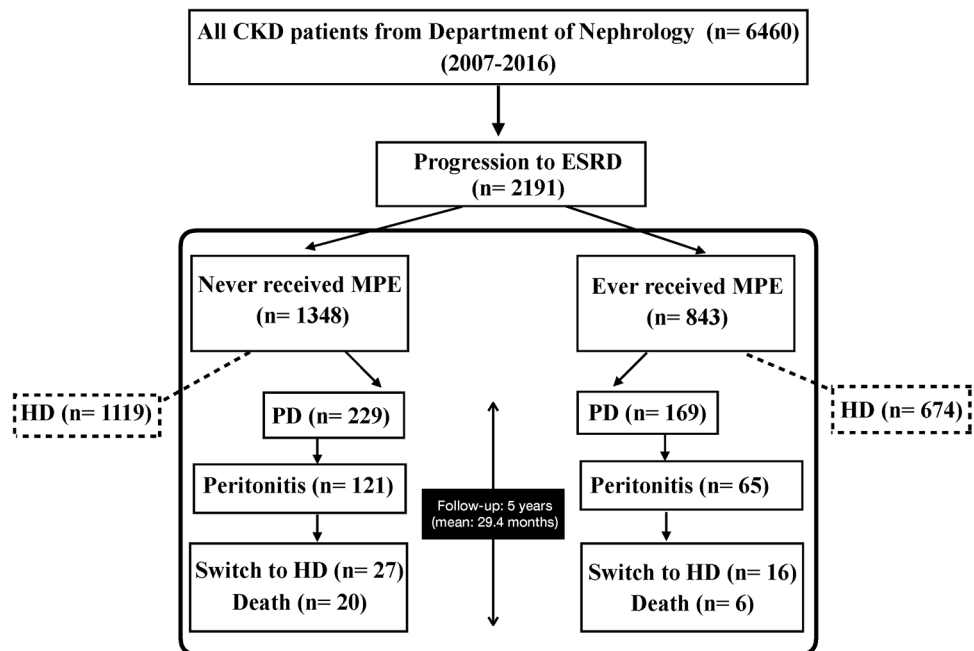 All CKD patients from Department of Nephrology (n= 6460)
(2007-2016)
Progression to ESRD
(n= 2191)
Never received MPE
(n= 1348)
Ever received MPE
(n= 843)
HD (n= 1119)
PD (n= 229)
PD (n= 169)
HD (n= 674)
Peritonitis (n= 121)
Peritonitis (n= 65)
Follow-up: 5 years
(mean: 29.4 months)
Switch to HD (n= 27)
Death (n= 20)
Switch to HD (n= 16)
Death (n= 6)